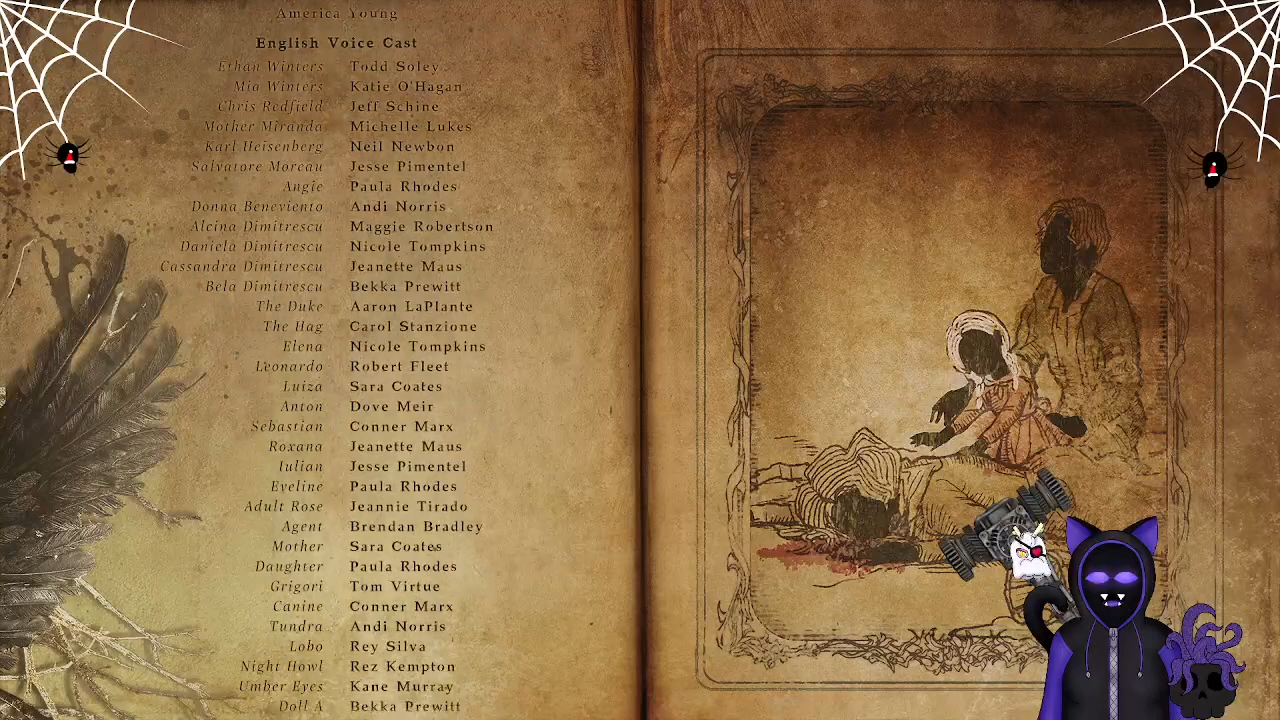 America Young
English Voice Cast
Ethan Winters Todd Soley
Mia Winters Katie O'Hagan
Chris Redfield Jeff Schine
Mother Miranda Michelle Lukes
Karl Heisenberg Neil Newbon
Salvatore Moreau Jesse Pimentel
Angie Paula Rhodes
Donna Beneviento Andi Norris
Alcina Dimitrescu Maggie Robertson
Daniela Dimitrescu Nicole Tompkins
Cassandra Dimitrescu Jeanette Maus
Bela Dimitrescu Bekka Prewitt
The Duke Aaron LaPlante
The Hag Carol Stanzione
Elena Nicole Tompkins
Leonardo Robert Fleet
Luiza Sara Coates
Anton Dove Meir
Sebastian Conner Marx
Roxana Jeanette Maus
Iulian Jesse Pimentel
Eveline Paula Rhodes
Adult Rose Jeannie Tirado
Agent Brendan Bradley
Mother Sara Coates
Daughter Paula Rhodes
Grigori Tom Virtue
Canine Conner Marx
Tundra Andi Norris
Lobo Rey Silva
Night Howl Rez Kempton
Umber Eyes Kane Murray
Doll A Bekka Prewitt